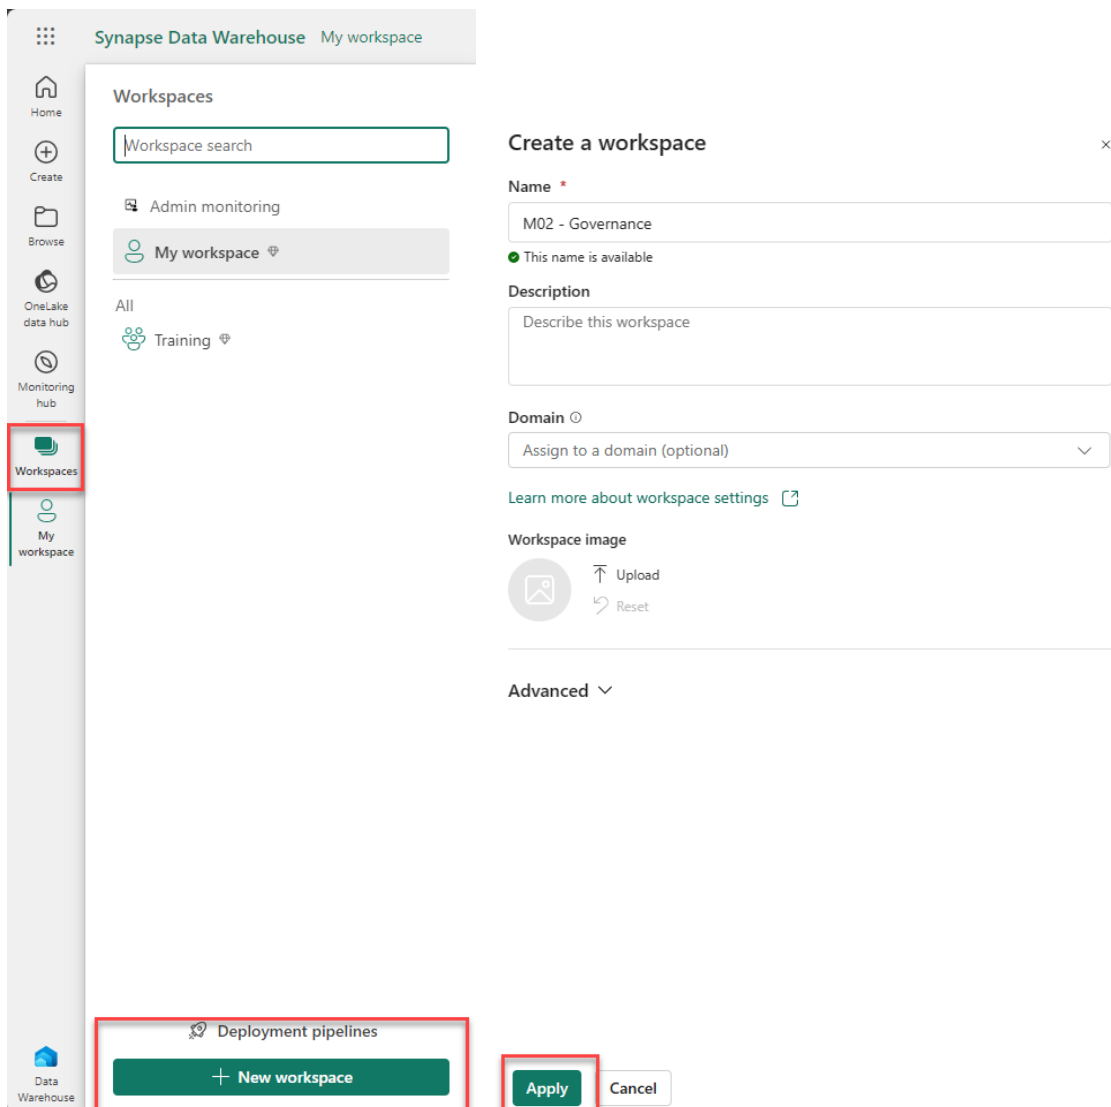 Synapse Data Warehouse My workspace
Home
Create
Browse
OneLake
data hub
Monitoring
hub
Workspaces
My
workspace
Data
Warehouse
Workspaces
Workspace search
Admin monitoring
My workspace
All
Training
Deployment pipelines
New workspace
Create a workspace
Name *
M02 - Governance
This name is available
Description
Describe this workspace
Domain
Assign to a domain (optional)
Learn more about workspace settings
Workspace image
Upload
Reset
Advanced
Apply Cancel